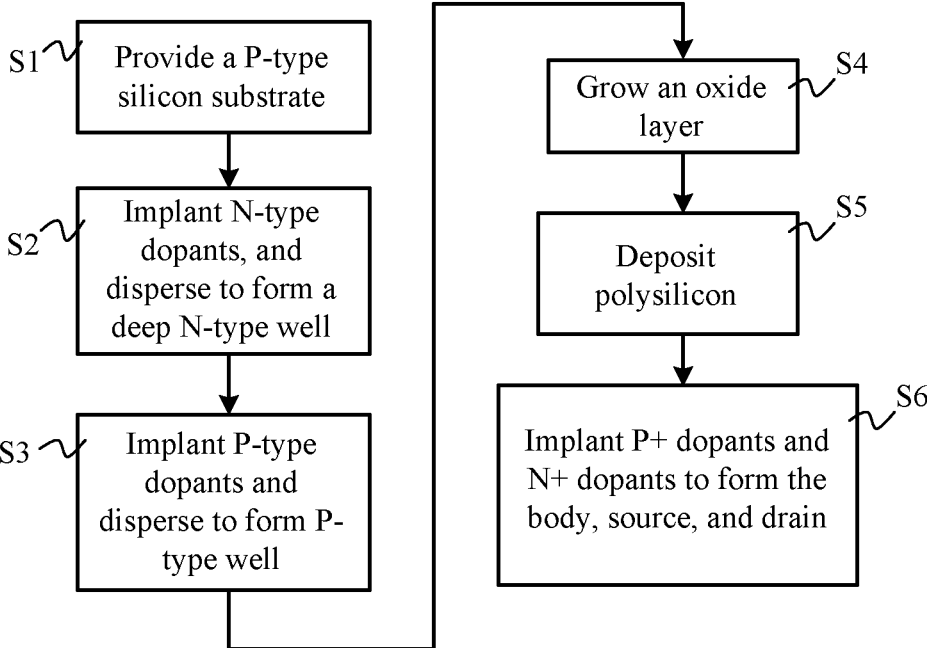 S1
Provide a P-type
silicon substrate
S2
Implant N-type
dopants, and
disperse to form a
deep N-type well
S3
Implant P-type
dopants and
disperse to form P-
type well
S4
Grow an oxide
layer
S5
Deposit
polysilicon
S6
Implant P+ dopants and
N+ dopants to form the
body, source, and drain